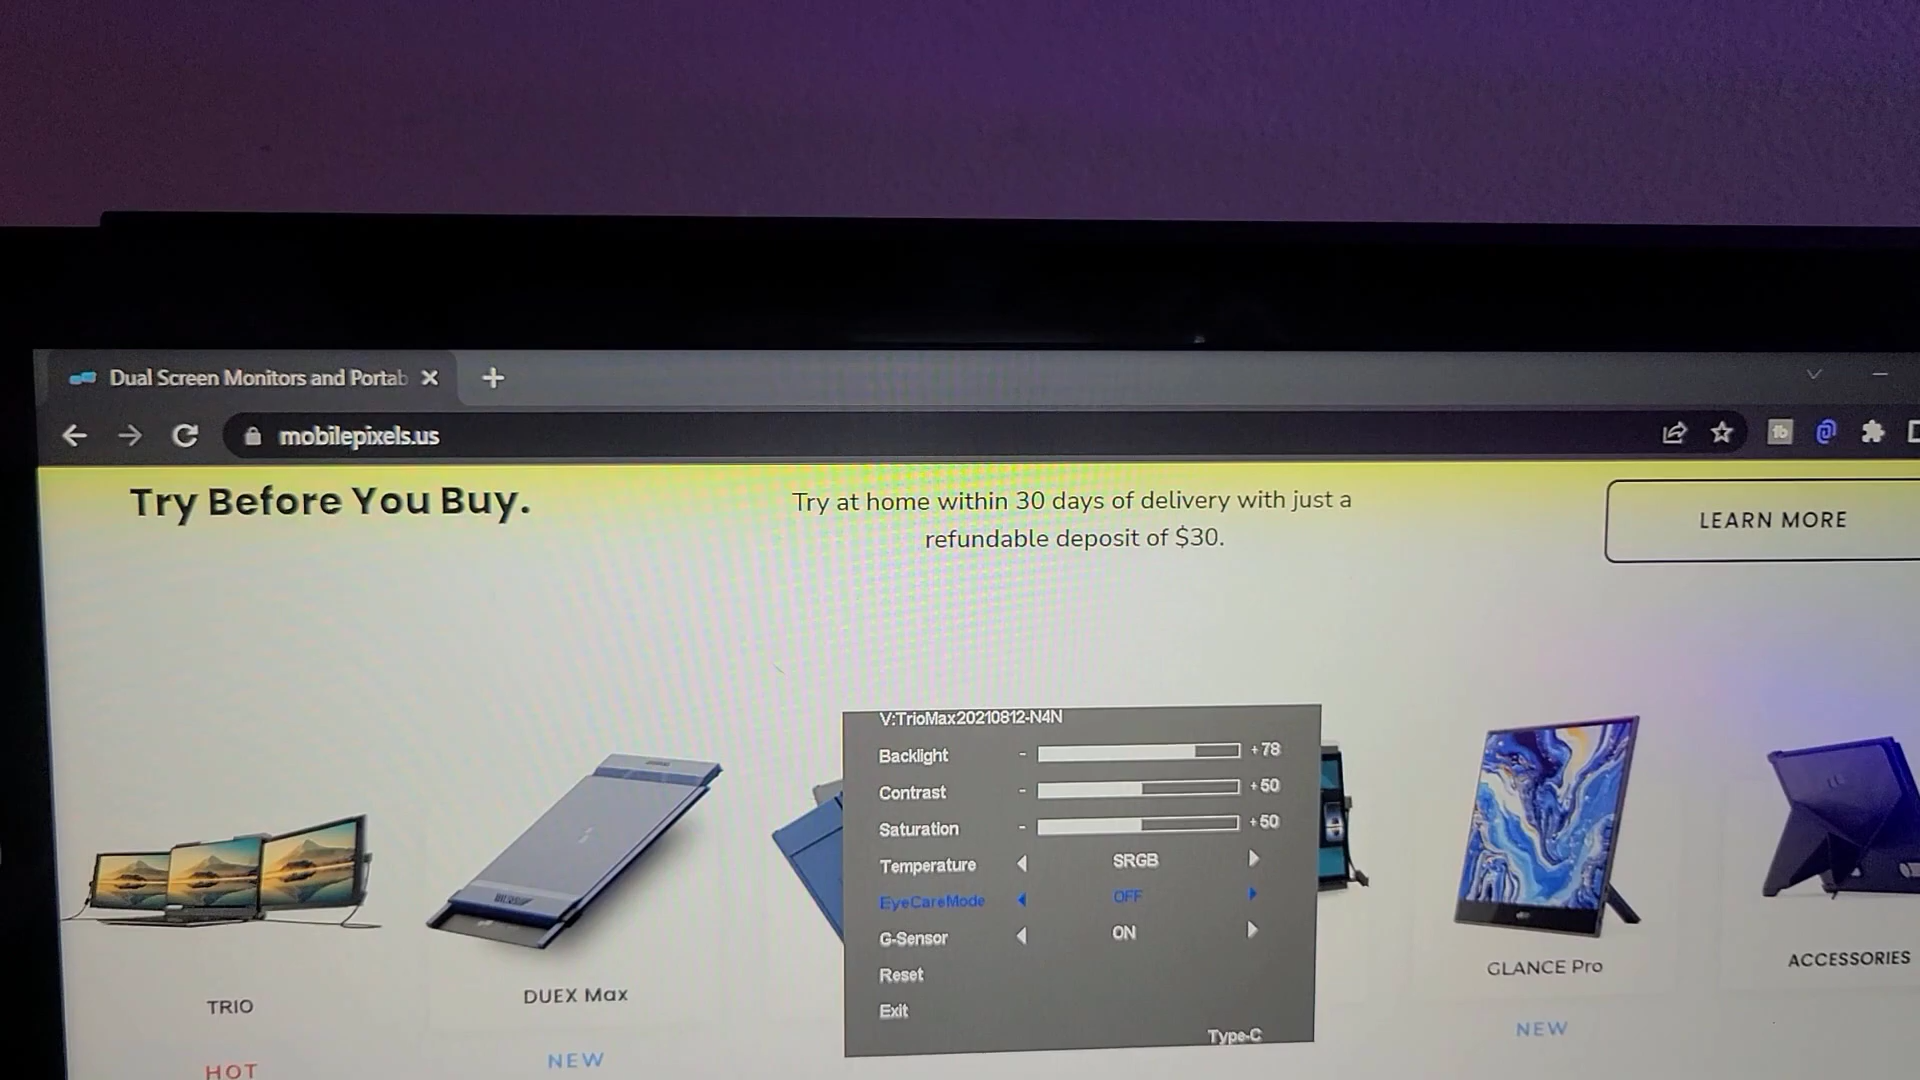 Dual Screen Monitors and Portab
mobilepixels.us
Try Before You Buy.
Try at home within 30 days of delivery with just a
refundable deposit of $30.
LEARN MORE
V:TrioMax20210812-N4N
Backlight - +78
Contrast - +50
Saturation - +50
Temperature SRGB
EyeCareMode OFF
G-Sensor ON
Reset
Exit
Type-C
TRIO
HOT
DUEX Max
NEW
GLANCE Pro
NEW
ACCESSORIES